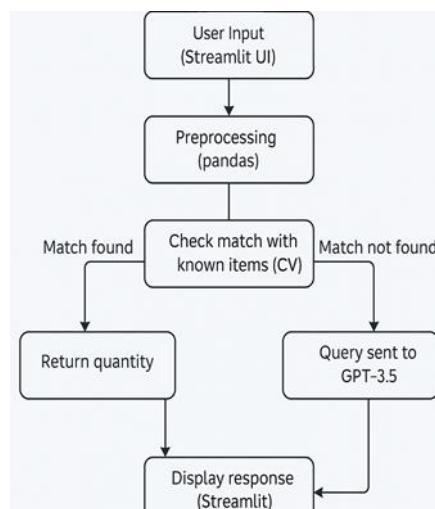 User Input
(Streamlit UI)
Preprocessing
(pandas)
Match found
Check match with
known items (CV)
Match not found
Return quantity
Query sent to
GPT-3.5
Display response
(Streamlit)